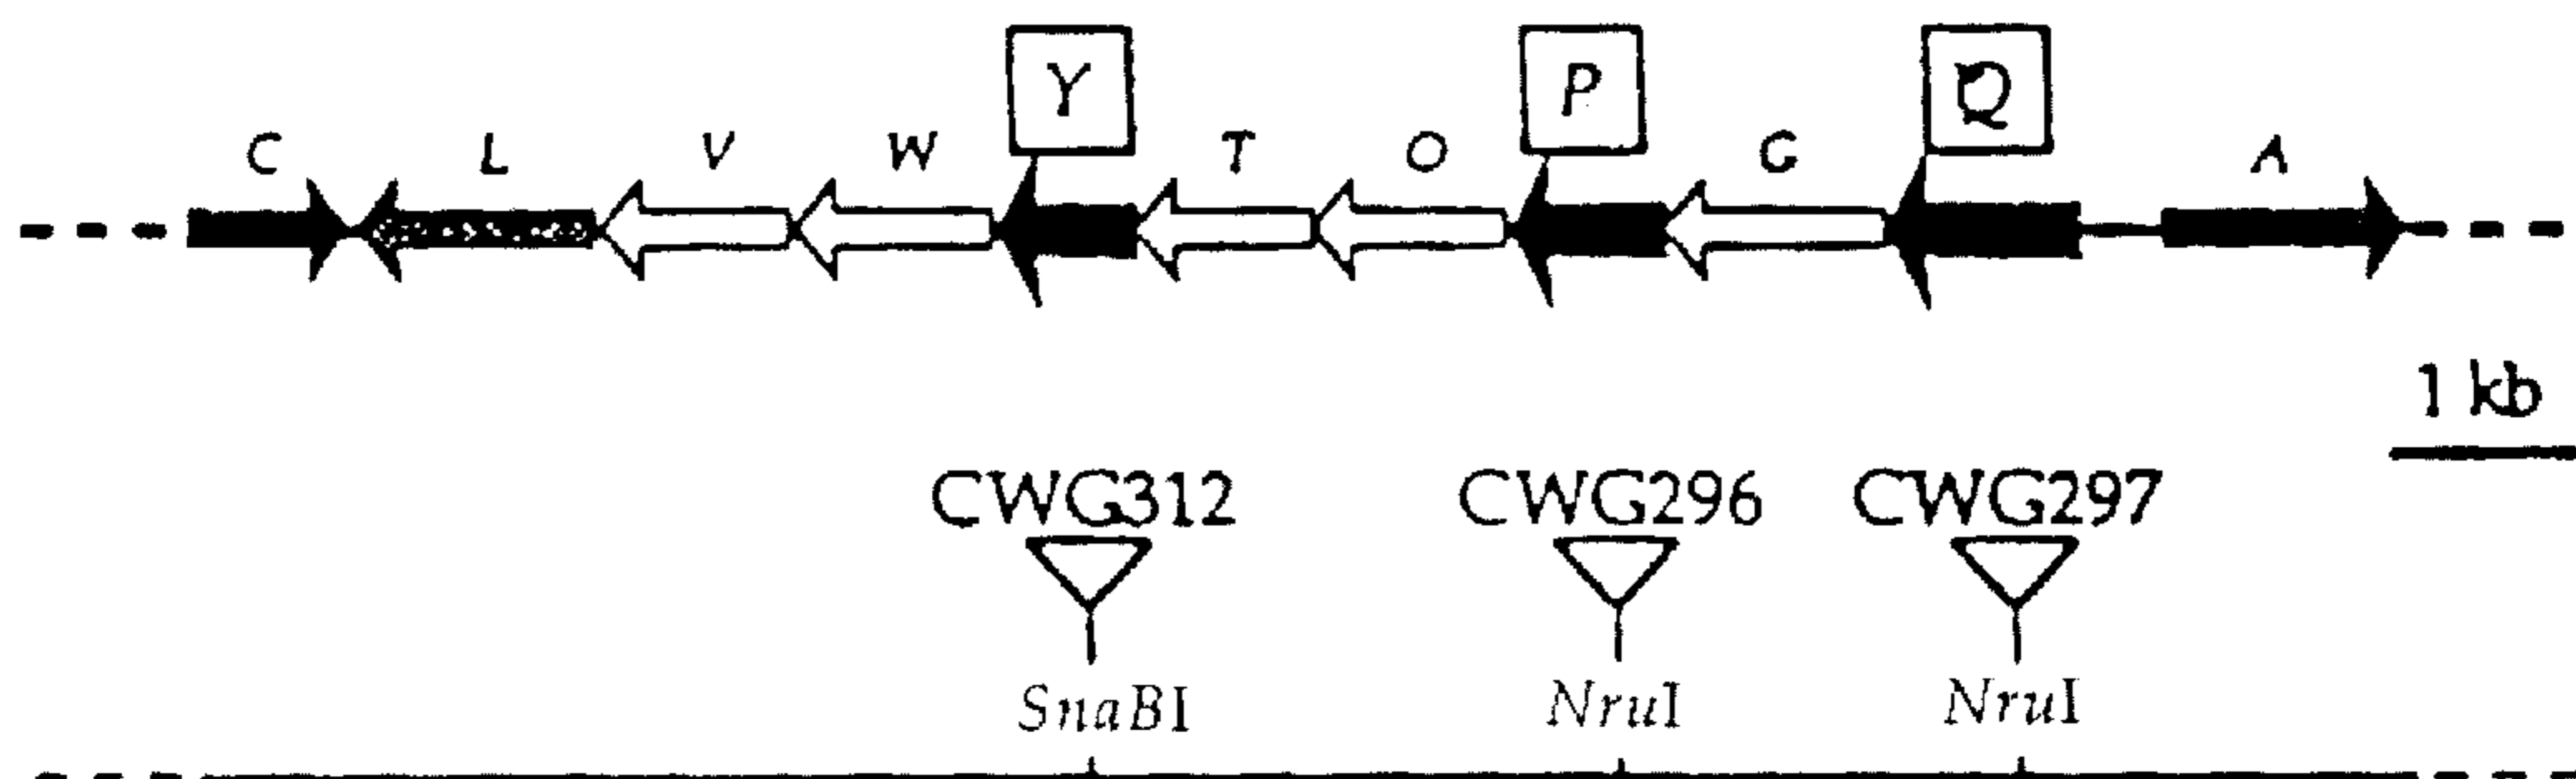 Y P Q
C L V W T O G A
1 kb
CWG312 CWG296 CWG297
SnaBI NruI NruI